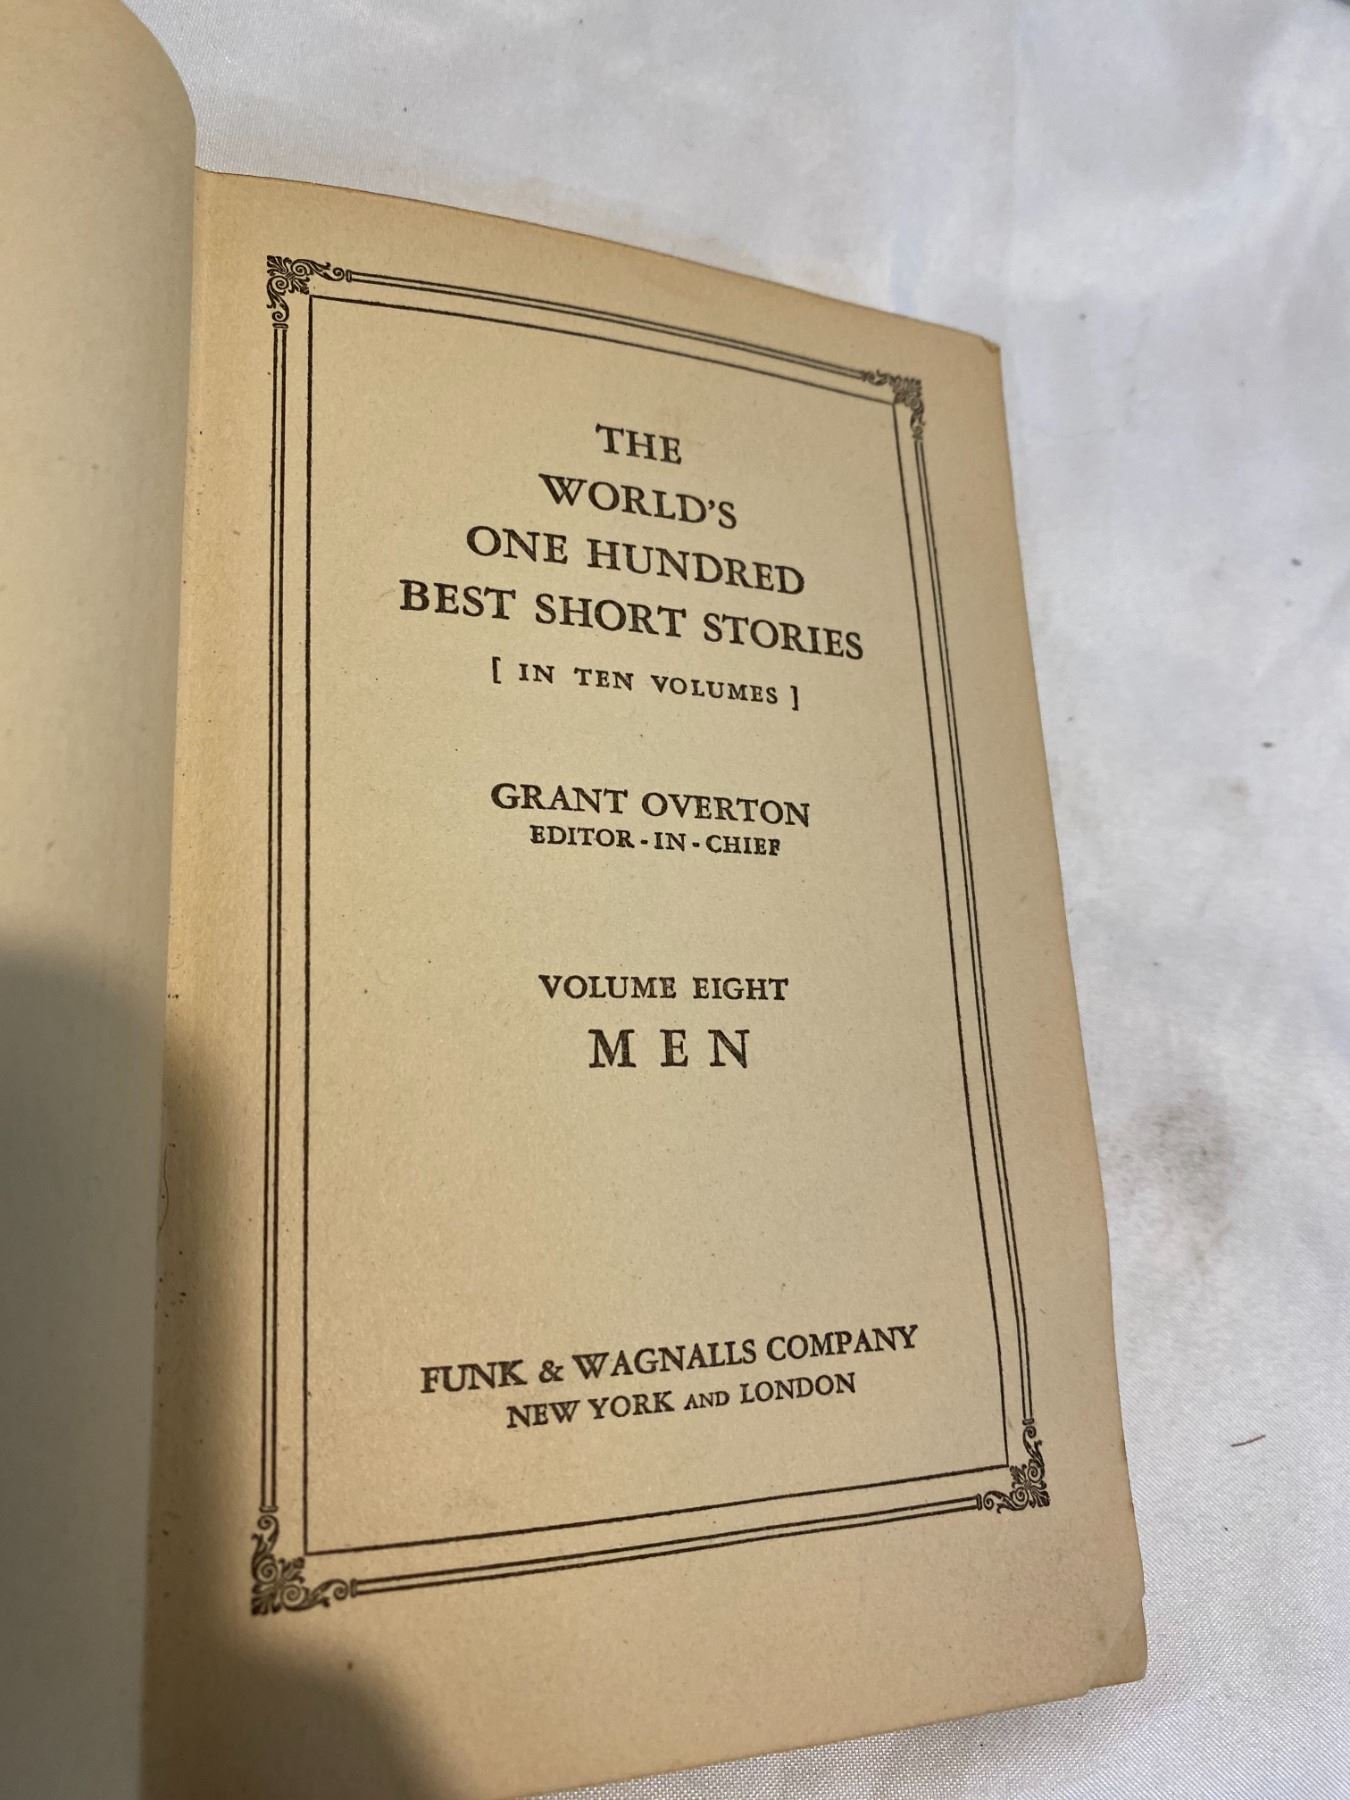 THE
WORLD'S
ONE HUNDRED
BEST SHORT STORIES
[ IN TEN VOLUMES ]
GRANT OVERTON
EDITOR-IN-CHIEF
VOLUME EIGHT
MEN
FUNK & WAGNALLS COMPANY
NEW YORK AND LONDON